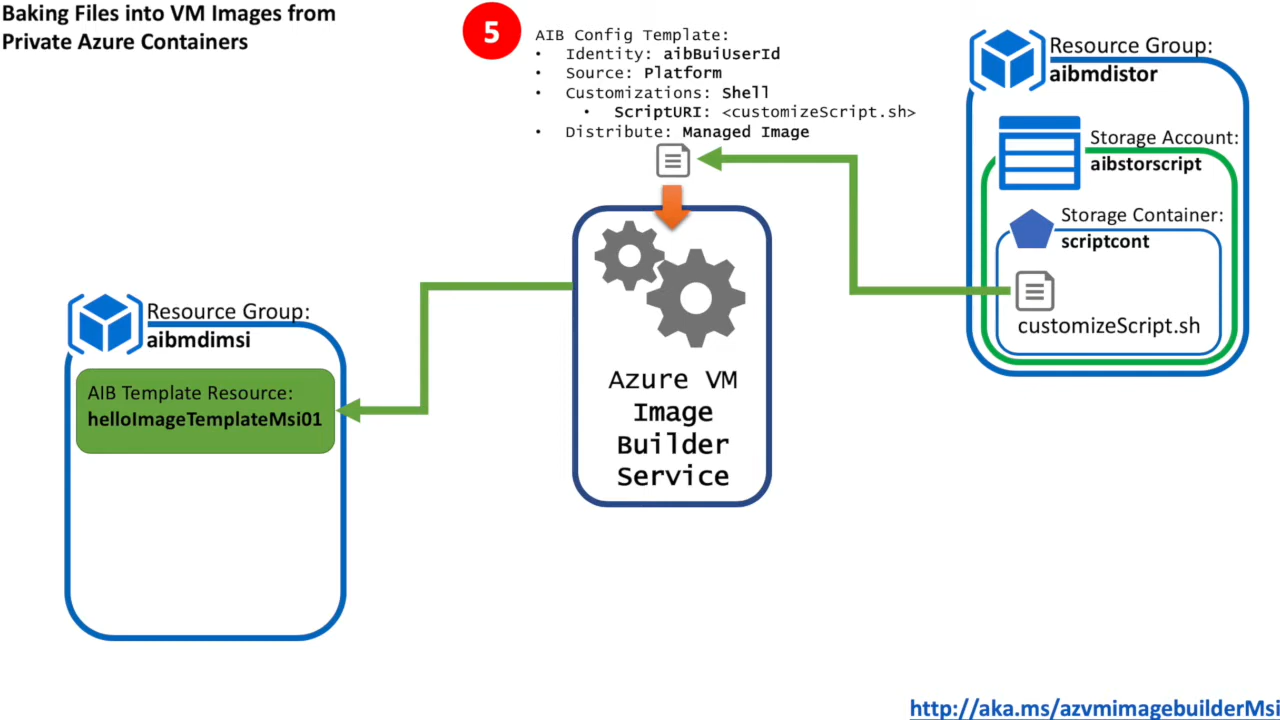 Baking Files into VM Images from
Private Azure Containers
5
AIB Config Template:
• Identity: aibBuiUserId
• Source: Platform
• Customizations: Shell
• ScriptURI: <customizeScript.sh>
• Distribute: Managed Image
Resource Group:
aibmdistor
Storage Account:
aibstorscript
Storage Container:
scriptcont
customizeScript.sh
Resource Group:
aibmdimsi
AIB Template Resource:
helloImageTemplateMsi01
Azure VM
Image
Builder
Service
http://aka.ms/azvmimagebuilderMsi